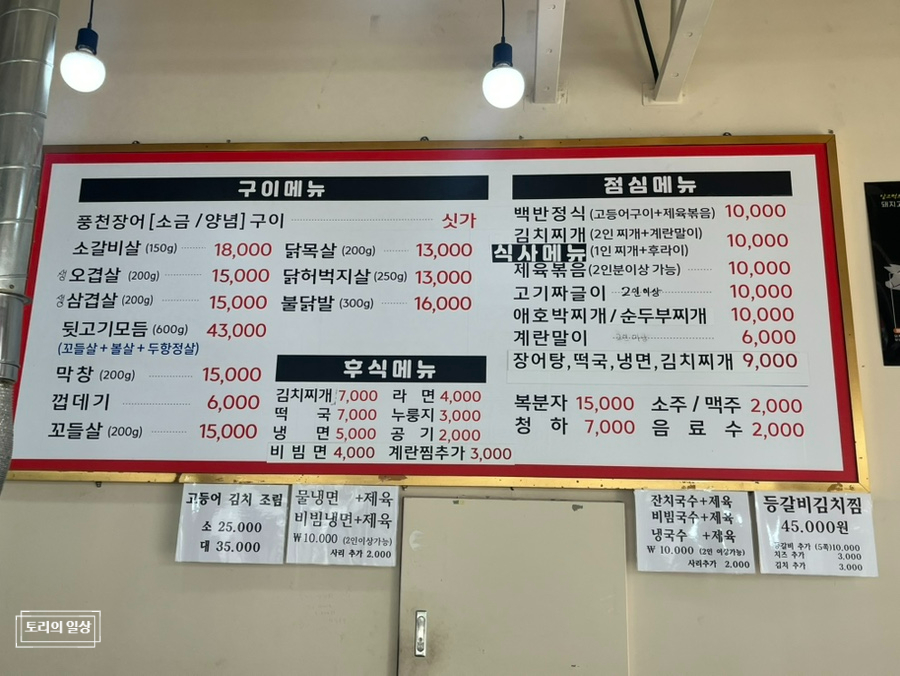 구이메뉴
풍천장어 [소금 / 양념] 구이 싯가
소갈비살 (150g) 18,000
생오겹살 (200g) 15,000
생삼겹살 (200g) 15,000
뒷고기모듬 (600g) 43,000
(꼬들살 + 볼살 + 두항정살)
막창 (200g) 15,000
껍데기 6,000
꼬들살 (200g) 15,000
닭목살 (200g) 13,000
닭허벅지살 (250g) 13,000
불닭발 (300g) 16,000
후식메뉴
김치찌개 7,000 라 면 4,000
떡 국 7,000 누룽지 3,000
냉 면 5,000 공 기 2,000
비 빔 면 4,000 계란찜추가 3,000
점심메뉴
백반정식 (고등어구이+제육볶음) 10,000
김치찌개 (2인 찌개+계란말이) 10,000
식사메뉴 (1인 찌개+후라이)
제육볶음 (2인분이상 가능) 10,000
고기짜글이 2인이상 10,000
애호박찌개 / 순두부찌개 10,000
계란말이 6,000
장어탕,떡국,냉면,김치찌개 9,000
복분자 15,000 소주 / 맥주 2,000
청 하 7,000 음 료 수 2,000
고등어 김치 조림
소 25.000
대 35.000
물냉면 +제육
비빔냉면+제육
₩10.000 (2인이상가능)
사리 추가 2.000
잔치국수+제육
비빔국수+제육
냉국수 +제육
₩ 10.000 (2인 이상가능)
사리추가 2.000
등갈비김치찜
45.000원
등갈비 추가 (5쪽)10,000
치즈 추가 3.000
김치 추가 3.000
토리의 일상